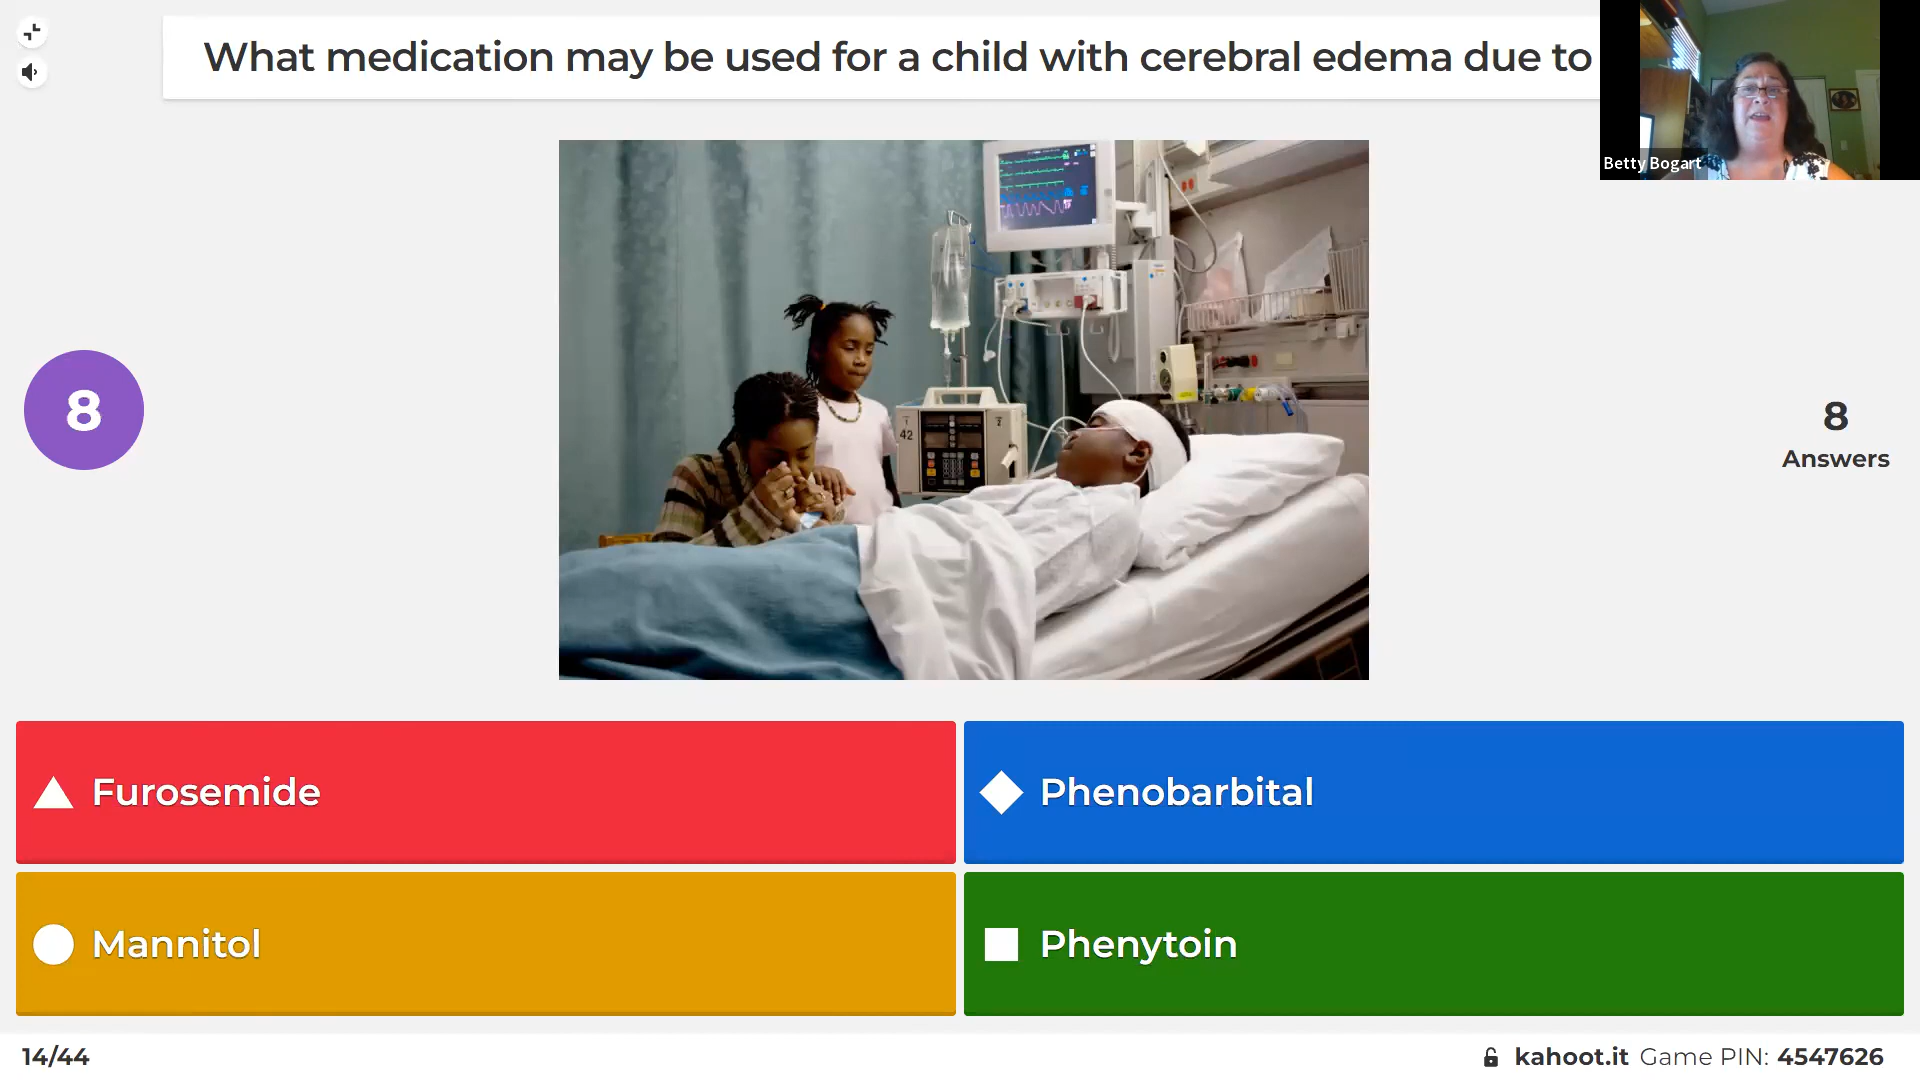 What medication may be used for a child with cerebral edema due to
Betty Bogart
8
8
Answers
42
Furosemide
Phenobarbital
Mannitol
Phenytoin
14/44
kahoot.it Game PIN: 4547626